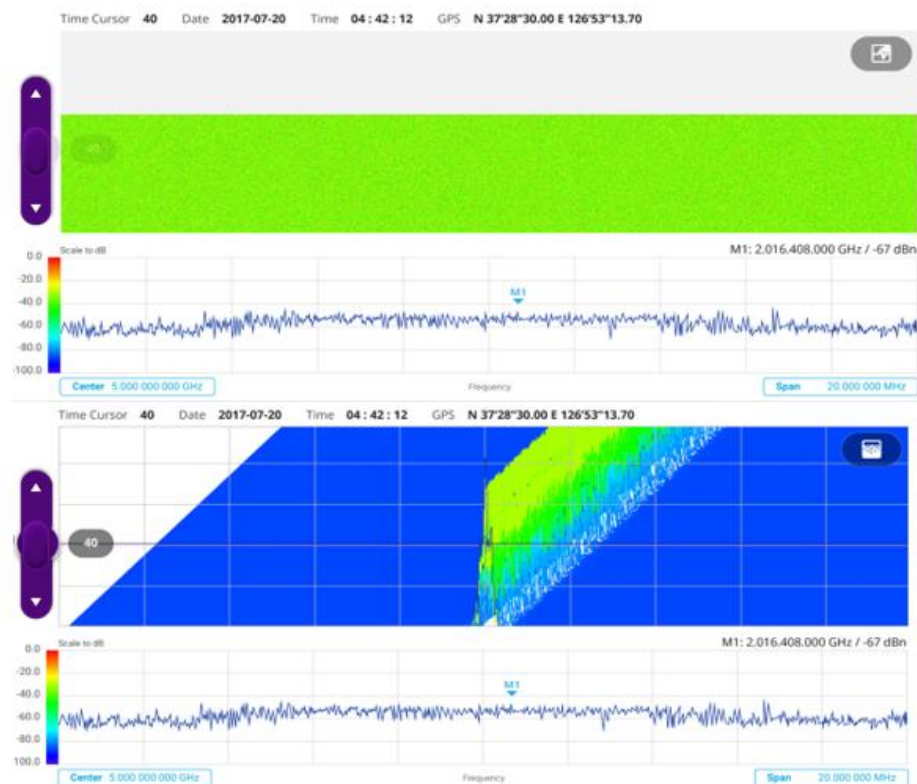 Time Cursor 40 Date 2017-07-20 Time 04 : 42 : 12 GPS N 37'28"30.00 E 126'53"13.70
40
Scale to dB
M1: 2.016.408.000 GHz / -67 dBn
0.0
-20.0
-40.0
-60.0
-80.0
-100.0
M1
Center 5.000 000 000 GHz
Frequency
Span 20.000 000 MHz
Time Cursor 40 Date 2017-07-20 Time 04 : 42 : 12 GPS N 37'28"30.00 E 126'53"13.70
40
Scale to dB
M1: 2.016.408.000 GHz / -67 dBn
0.0
-20.0
-40.0
-60.0
-80.0
100.0
M1
Center 5.000 000 000 GHz
Frequency
Span 20.000 000 MHz